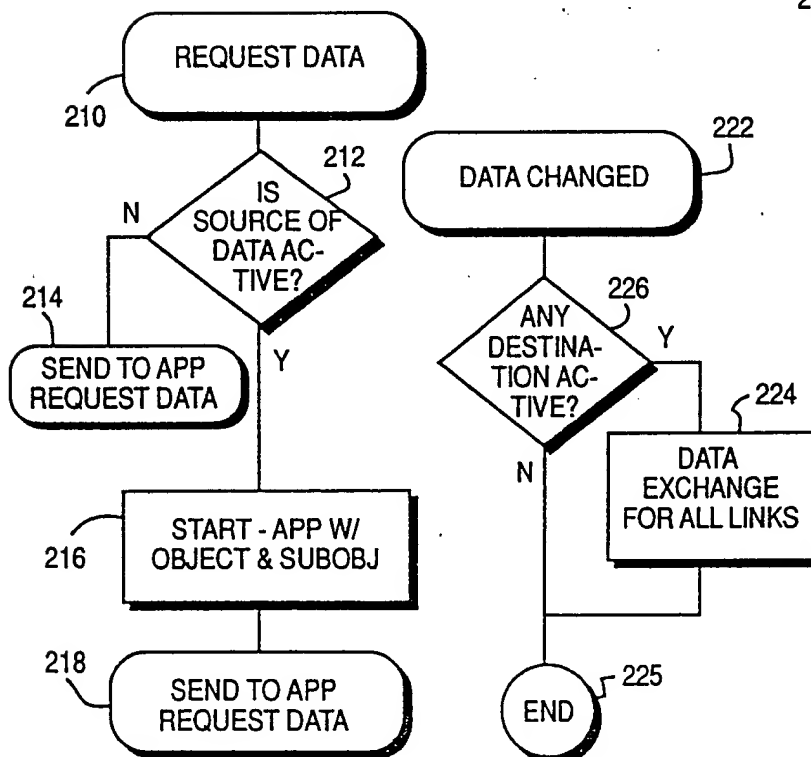 2
REQUEST DATA
210
212
IS
SOURCE OF
DATA AC-
TIVE?
N
Y
214
SEND TO APP
REQUEST DATA
216
START - APP W/
OBJECT & SUBOBJ
218
SEND TO APP
REQUEST DATA
222
DATA CHANGED
226
ANY
DESTINA-
TION AC-
TIVE?
Y
N
224
DATA
EXCHANGE
FOR ALL LINKS
END
225